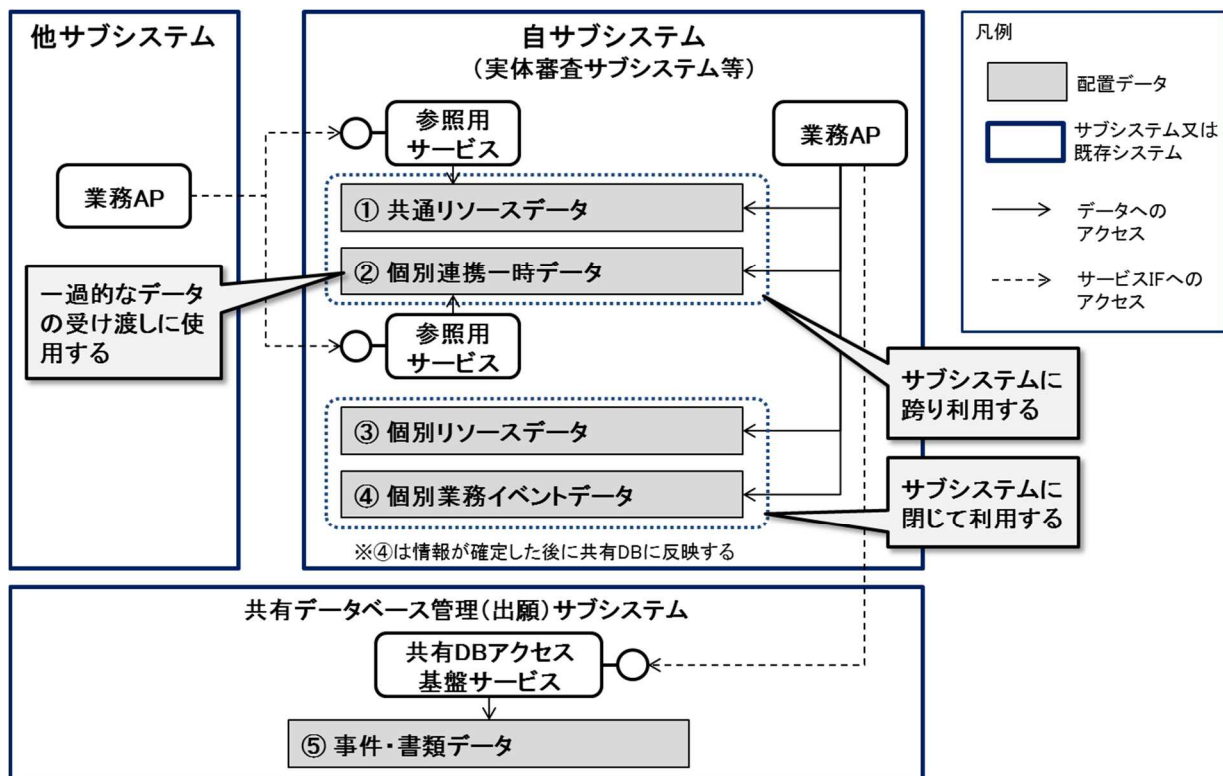 他サブシステム
業務AP
一過的なデータ
の受け渡しに使
用する
自サブシステム
(実体審査サブシステム等)
参照用
サービス
業務AP
① 共通リソースデータ
② 個別連携一時データ
参照用
サービス
サブシステムに
跨り利用する
③ 個別リソースデータ
④ 個別業務イベントデータ
サブシステムに
閉じて利用する
※④は情報が確定した後に共有DBに反映する
共有データベース管理(出願)サブシステム
共有DBアクセス
基盤サービス
⑤ 事件・書類データ
凡例
配置データ
サブシステム又は
既存システム
データへの
アクセス
サービスIFへの
アクセス